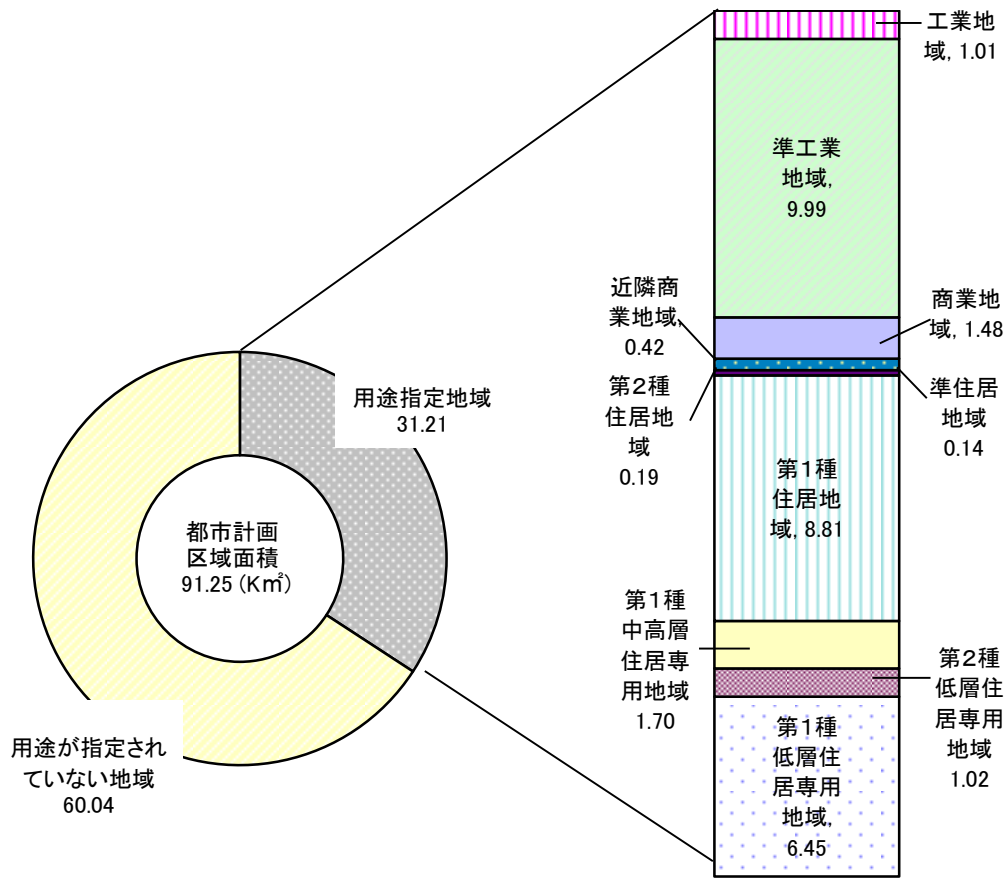 用途指定地域
31.21
都市計画
区域面積
91.25 (K㎡)
用途が指定され
ていない地域
60.04
工業地
域, 1.01
準工業
地域,
9.99
商業地
域, 1.48
近隣商
業地域,
0.42
準住居
地域
0.14
第2種
住居地
域
0.19
第1種
住居地
域, 8.81
第1種
中高層
住居専
用地域
1.70
第2種
低層住
居専用
地域
1.02
第1種
低層住
居専用
地域,
6.45